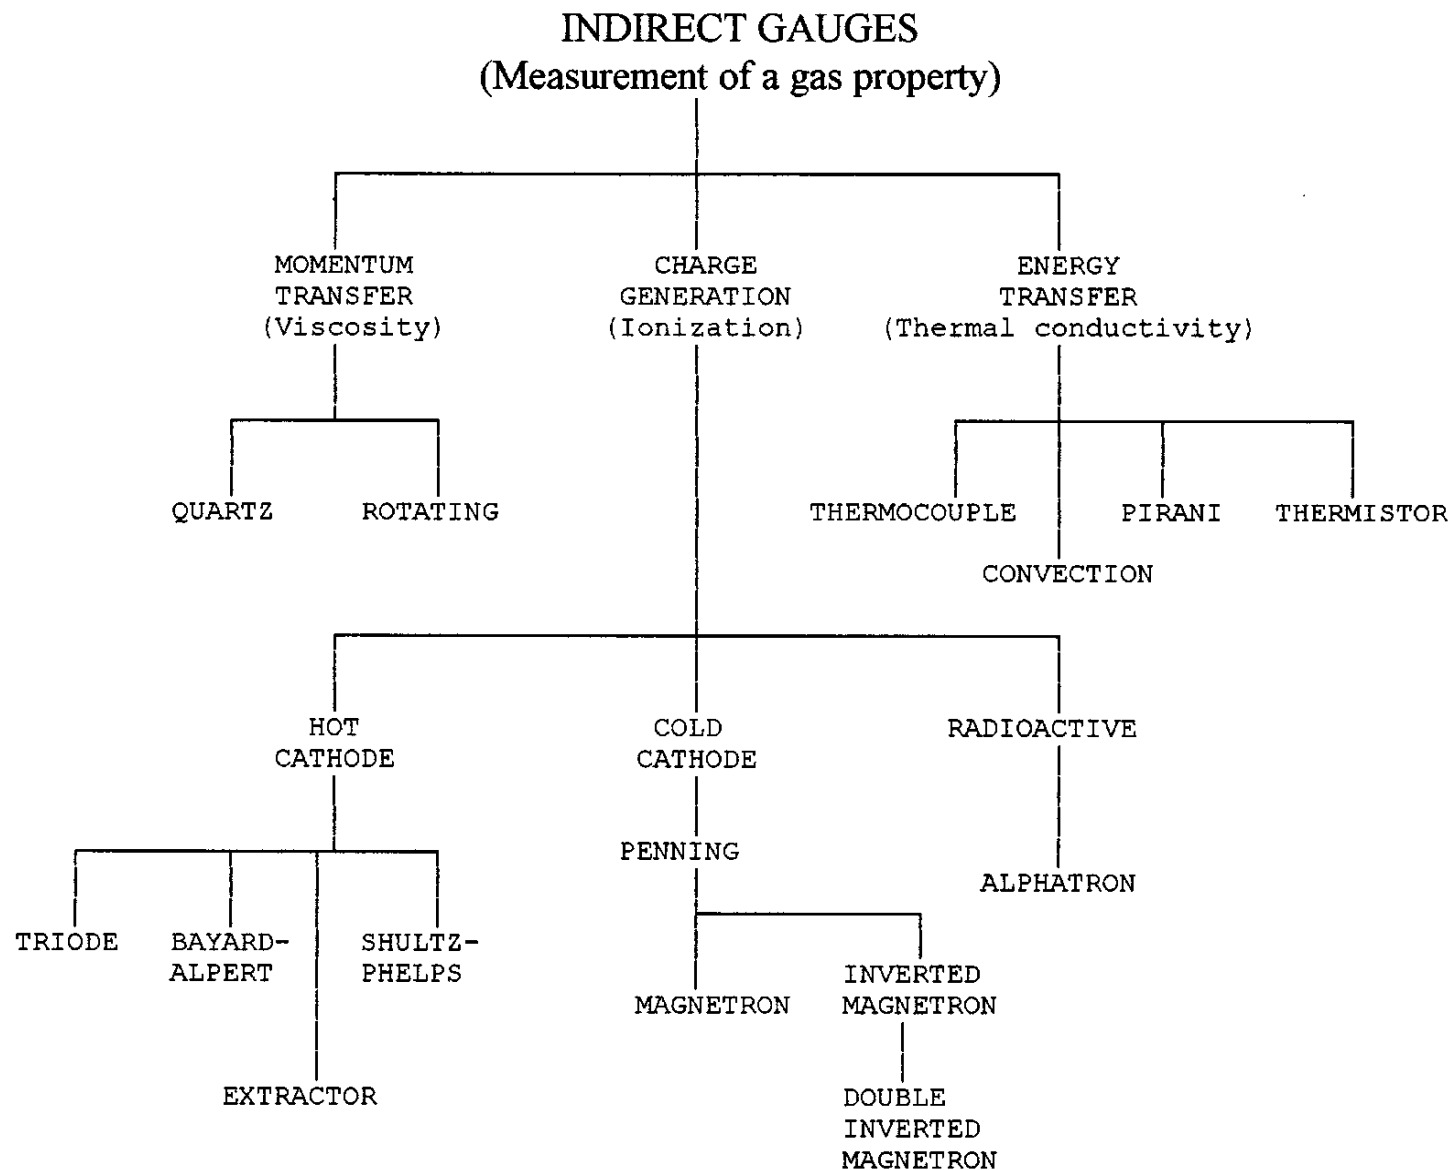 INDIRECT GAUGES
(Measurement of a gas property)
MOMENTUM
TRANSFER
(Viscosity)
CHARGE
GENERATION
(Ionization)
ENERGY
TRANSFER
(Thermal conductivity)
QUARTZ
ROTATING
THERMOCOUPLE
PIRANI
THERMISTOR
CONVECTION
HOT
CATHODE
COLD
CATHODE
RADIOACTIVE
PENNING
ALPHATRON
TRIODE
BAYARD-
ALPERT
SHULTZ-
PHELPS
EXTRACTOR
MAGNETRON
INVERTED
MAGNETRON
DOUBLE
INVERTED
MAGNETRON